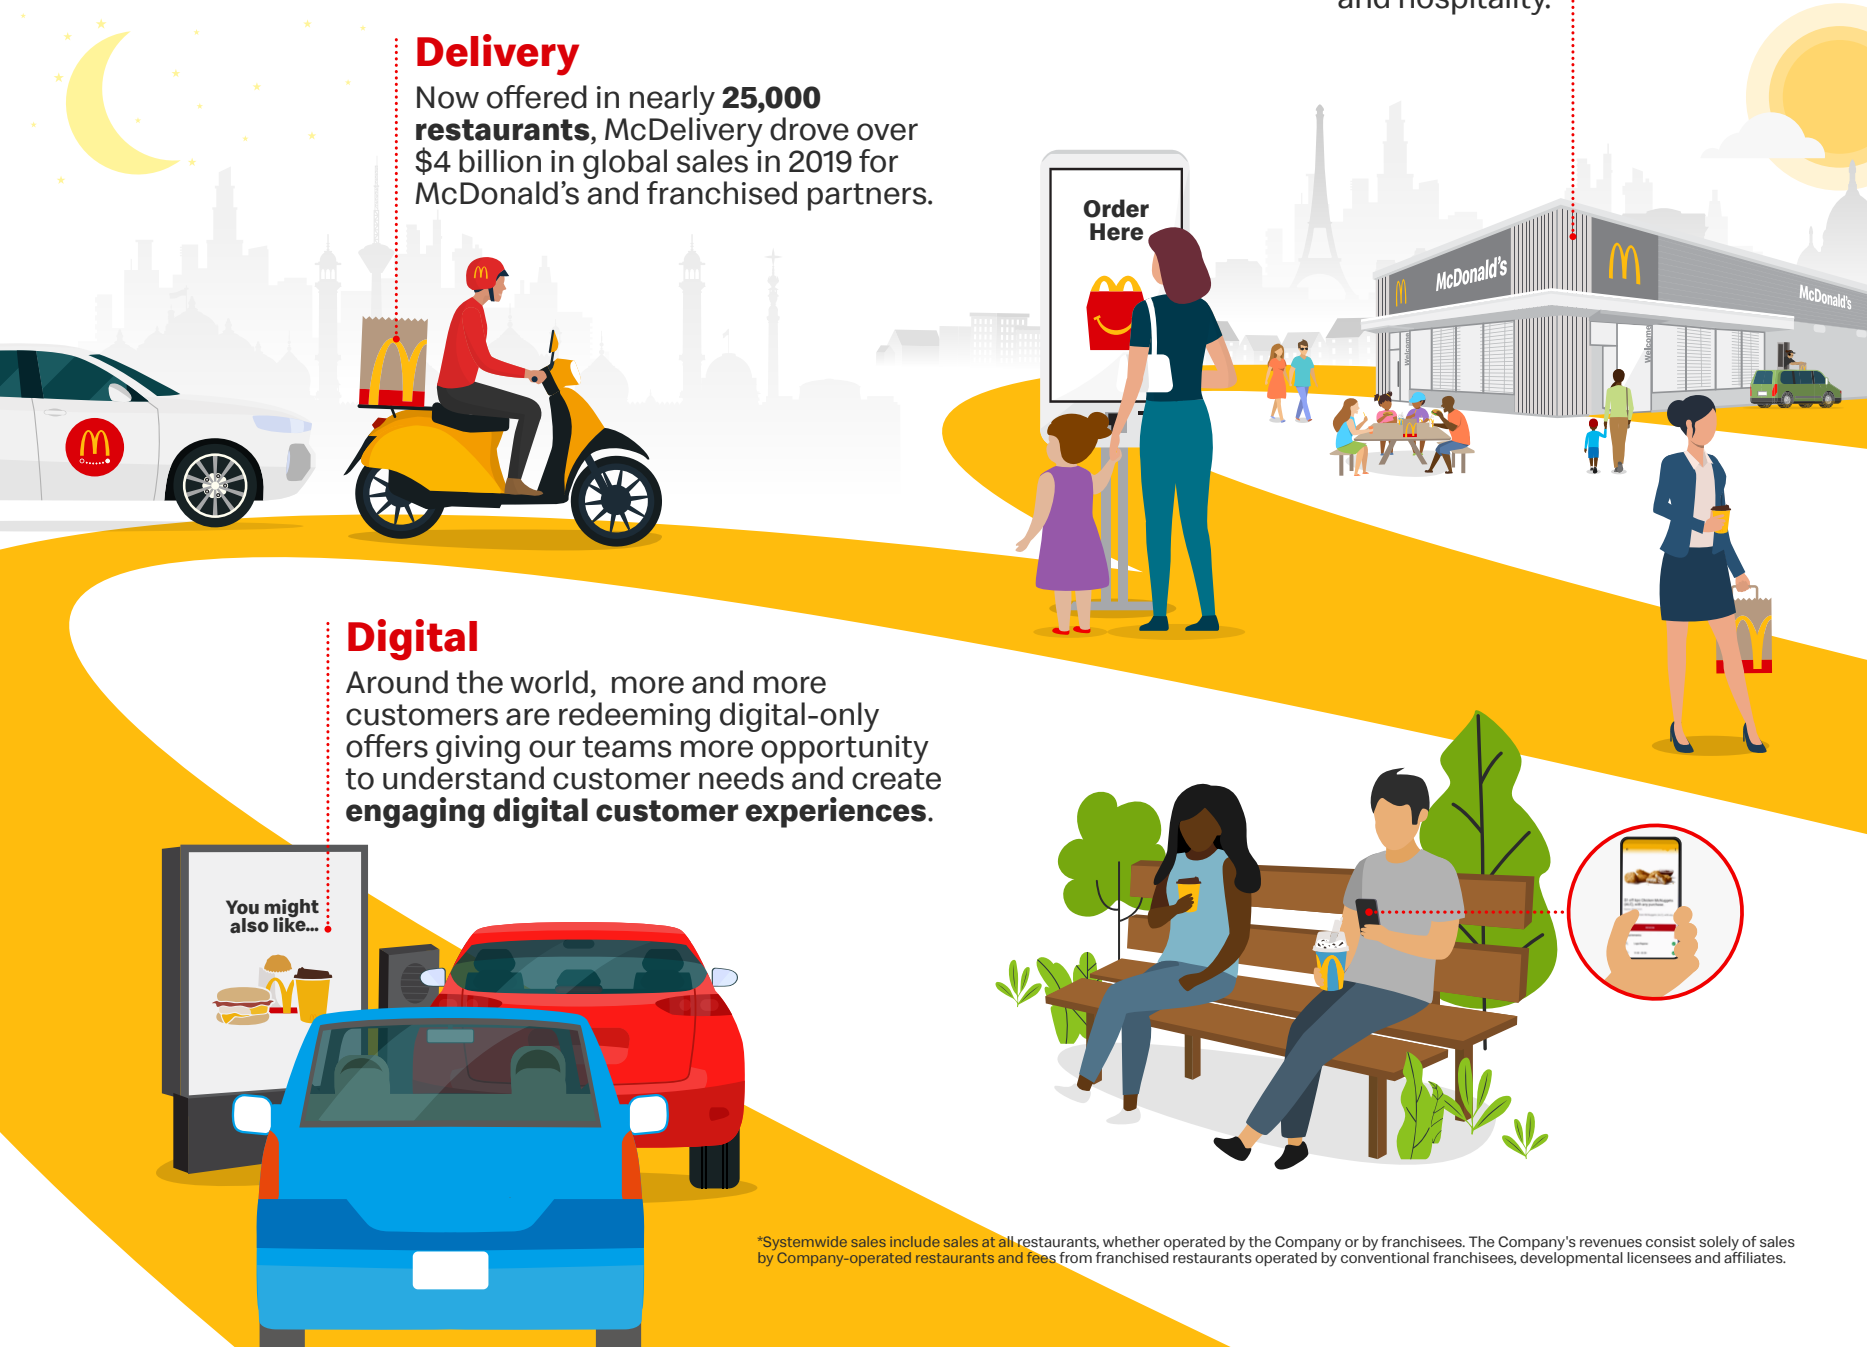 and hospitality.
Delivery
Now offered in nearly 25,000
restaurants, McDelivery drove over
$4 billion in global sales in 2019 for
McDonald's and franchised partners.
Order
Here
McDonald's
McDonald's
Welcome
Welcome
Digital
Around the world,  more and more
customers are redeeming digital-only
offers giving our teams more opportunity
to understand customer needs and create
engaging digital customer experiences.
You might
also like...
*Systemwide sales include sales at all restaurants, whether operated by the Company or by franchisees. The Company's revenues consist solely of sales
by Company-operated restaurants and fees from franchised restaurants operated by conventional franchisees, developmental licensees and affiliates.